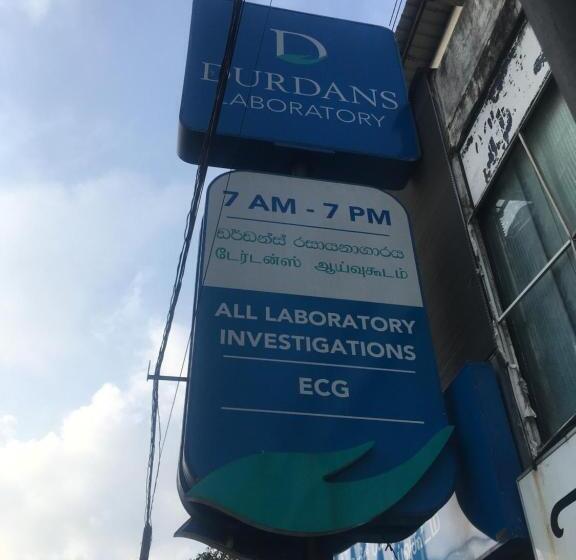 D
DURDANS
LABORATORY
7 AM - 7 PM
ඩර්ඩන්ස් රසායනාගාරය
டேர்டன்ஸ் ஆய்வுகூடம்
ALL LABORATORY
INVESTIGATIONS
ECG